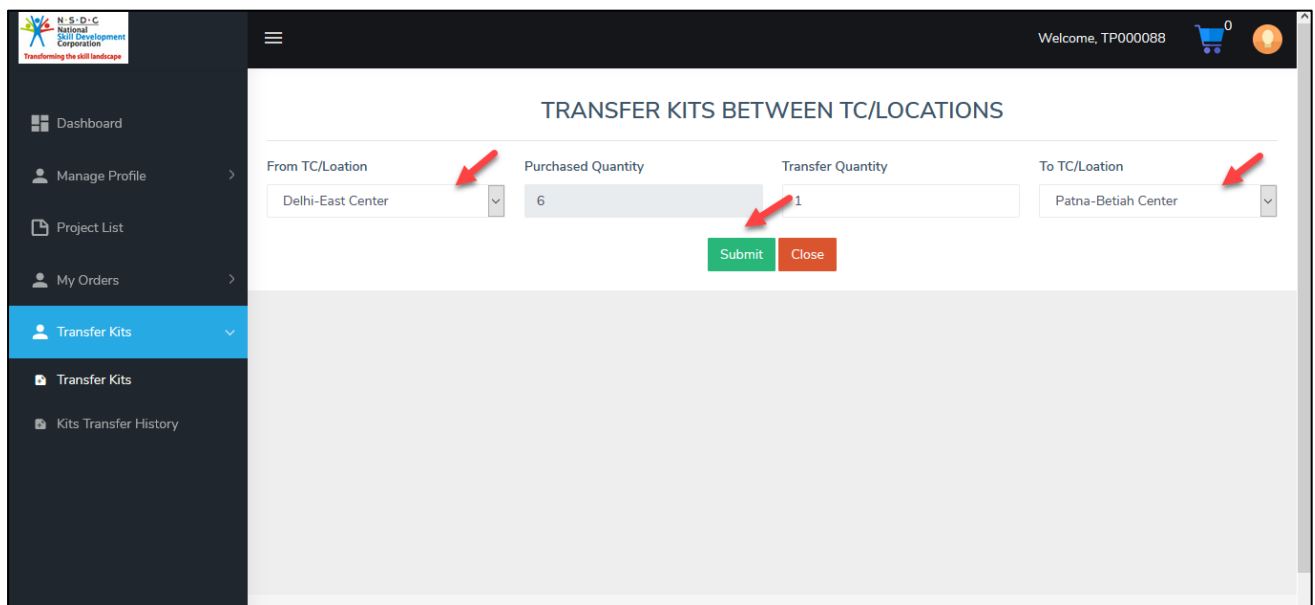 N·S·D·C
National
Skill Development
Corporation
Transforming the skill landscape
Welcome, TP000088
0
Dashboard
Manage Profile
Project List
My Orders
Transfer Kits
Transfer Kits
Kits Transfer History
TRANSFER KITS BETWEEN TC/LOCATIONS
From TC/Loation
Purchased Quantity
Transfer Quantity
To TC/Loation
Delhi-East Center
6
1
Patna-Betiah Center
Submit
Close